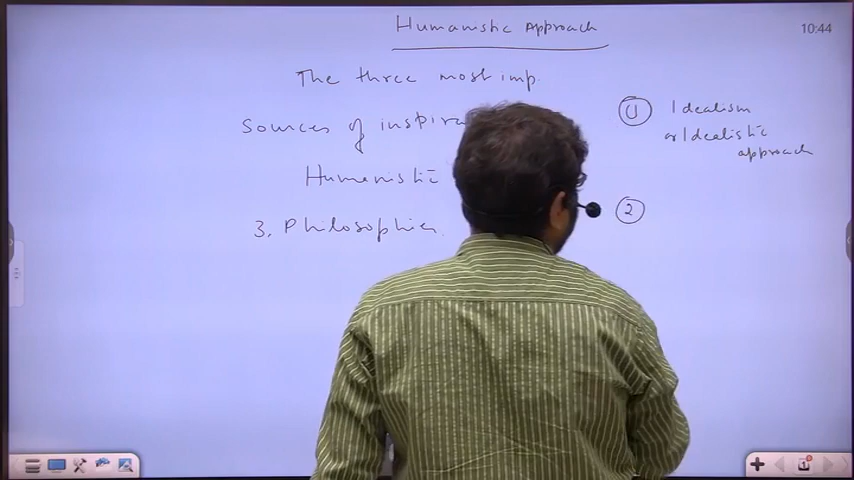 Humanistic Approach
10:44
The three most imp.
Sources of inspira
Humanistic
3. Philosophies
① Idealism
or Idealistic
approach
②